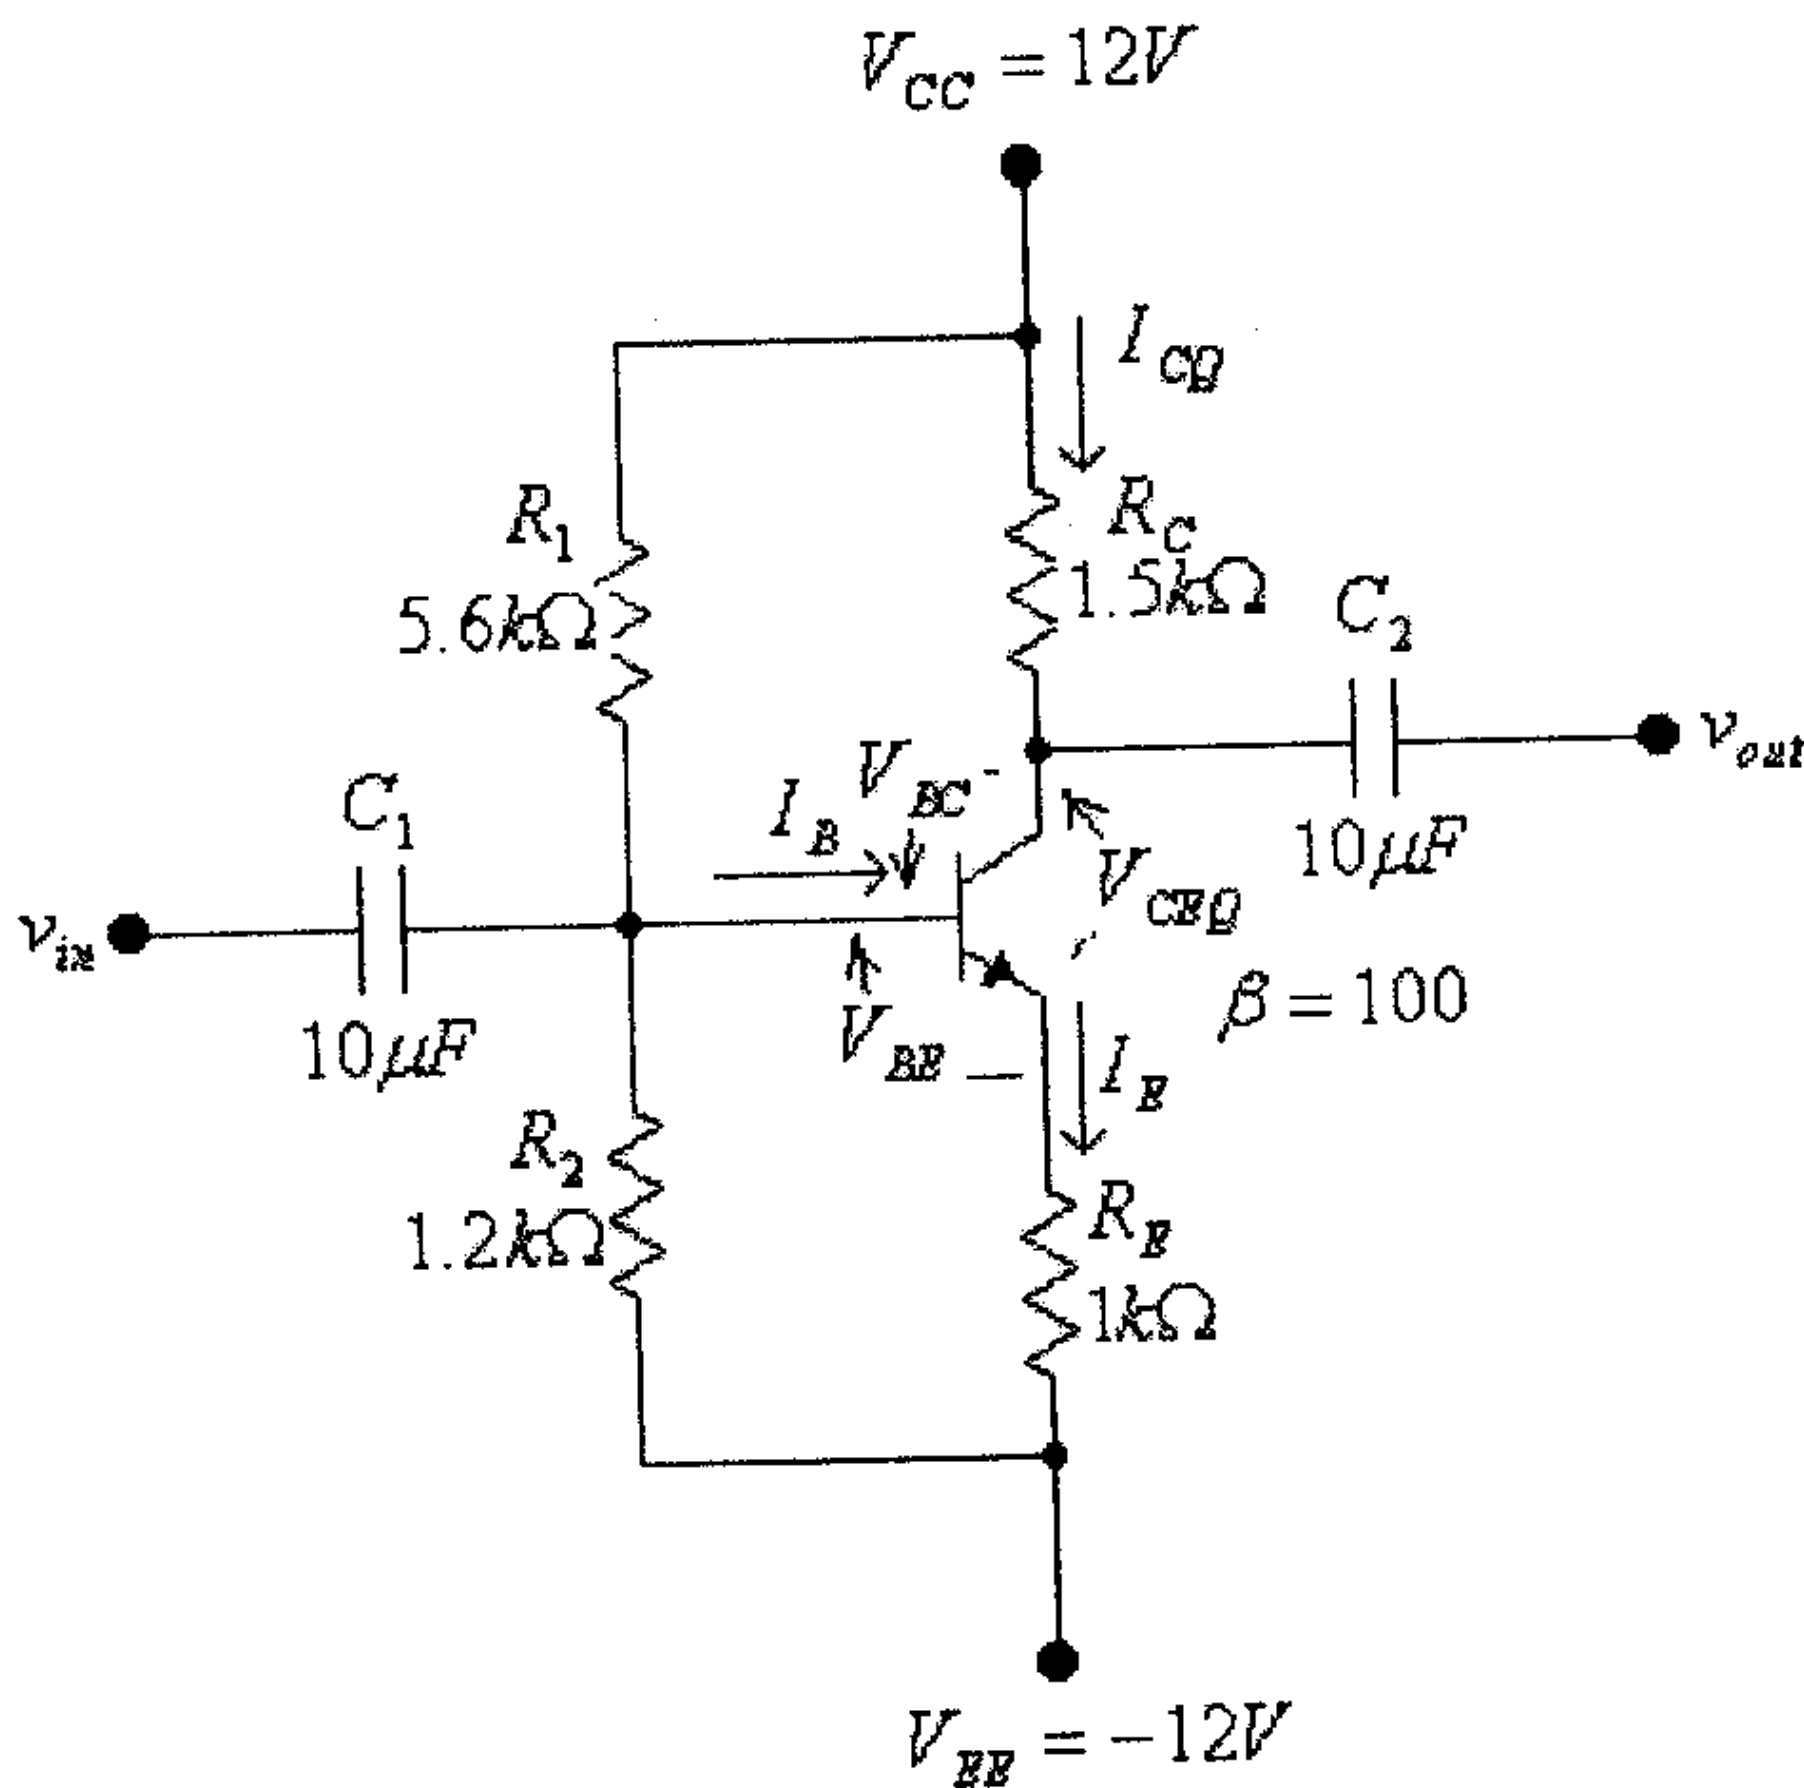 V_CC = 12V
I_CQ
R_1
5.6kΩ
R_C
1.5kΩ
C_2
10μF
v_out
V_BC -
I_B
C_1
10μF
v_in
V_CEQ
β = 100
V_BE _
I_E
R_2
1.2kΩ
R_E
1kΩ
V_EE = -12V